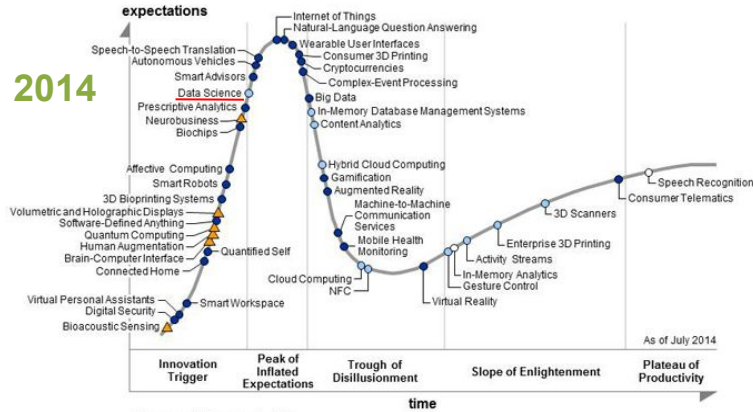 expectations
2014
Internet of Things
Natural-Language Question Answering
Wearable User Interfaces
Consumer 3D Printing
Cryptocurrencies
Complex-Event Processing
Speech-to-Speech Translation
Autonomous Vehicles
Smart Advisors
Data Science
Prescriptive Analytics
Neurobusiness
Biochips
Big Data
In-Memory Database Management Systems
Content Analytics
Affective Computing
Smart Robots
3D Bioprinting Systems
Volumetric and Holographic Displays
Software-Defined Anything
Quantum Computing
Human Augmentation
Brain-Computer Interface
Connected Home
Quantified Self
Hybrid Cloud Computing
Gamification
Augmented Reality
Machine-to-Machine
Communication
Services
Mobile Health
Monitoring
Cloud Computing
NFC
Virtual Personal Assistants
Digital Security
Bioacoustic Sensing
Smart Workspace
Virtual Reality
Gesture Control
In-Memory Analytics
Activity Streams
Enterprise 3D Printing
3D Scanners
Consumer Telematics
Speech Recognition
As of July 2014
Innovation
Trigger
Peak of
Inflated
Expectations
Trough of
Disillusionment
Slope of Enlightenment
Plateau of
Productivity
time